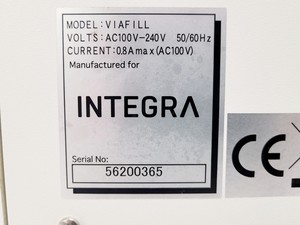 MODEL: VIAFILL
VOLTS: AC100V-240V 50/60Hz
CURRENT: 0.8A max (AC100V)
Manufactured for
INTEGRA
Serial No:
56200365
CE